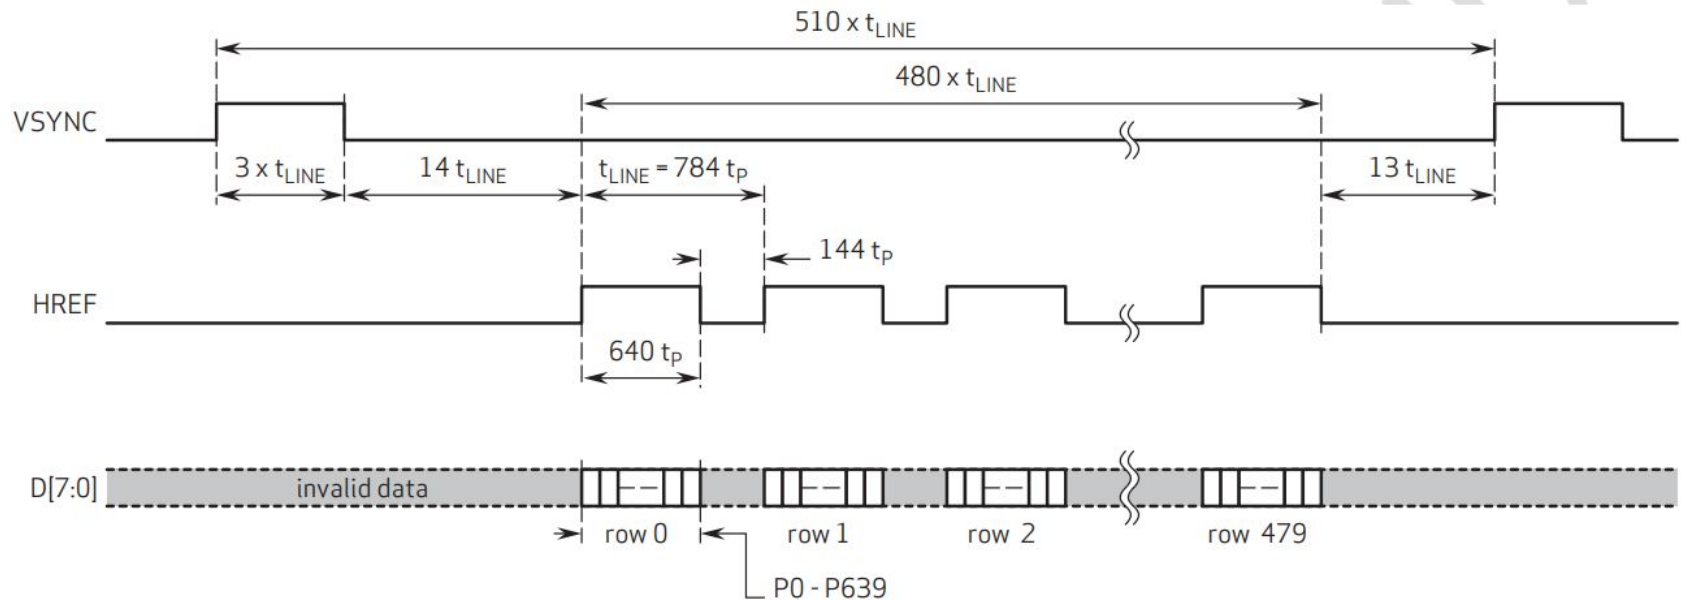 510 x tLINE
480 x tLINE
VSYNC
3 x tLINE
14 tLINE
tLINE = 784 tP
13 tLINE
144 tP
HREF
640 tP
D[7:0]
invalid data
row 0
row 1
row 2
row 479
P0 - P639